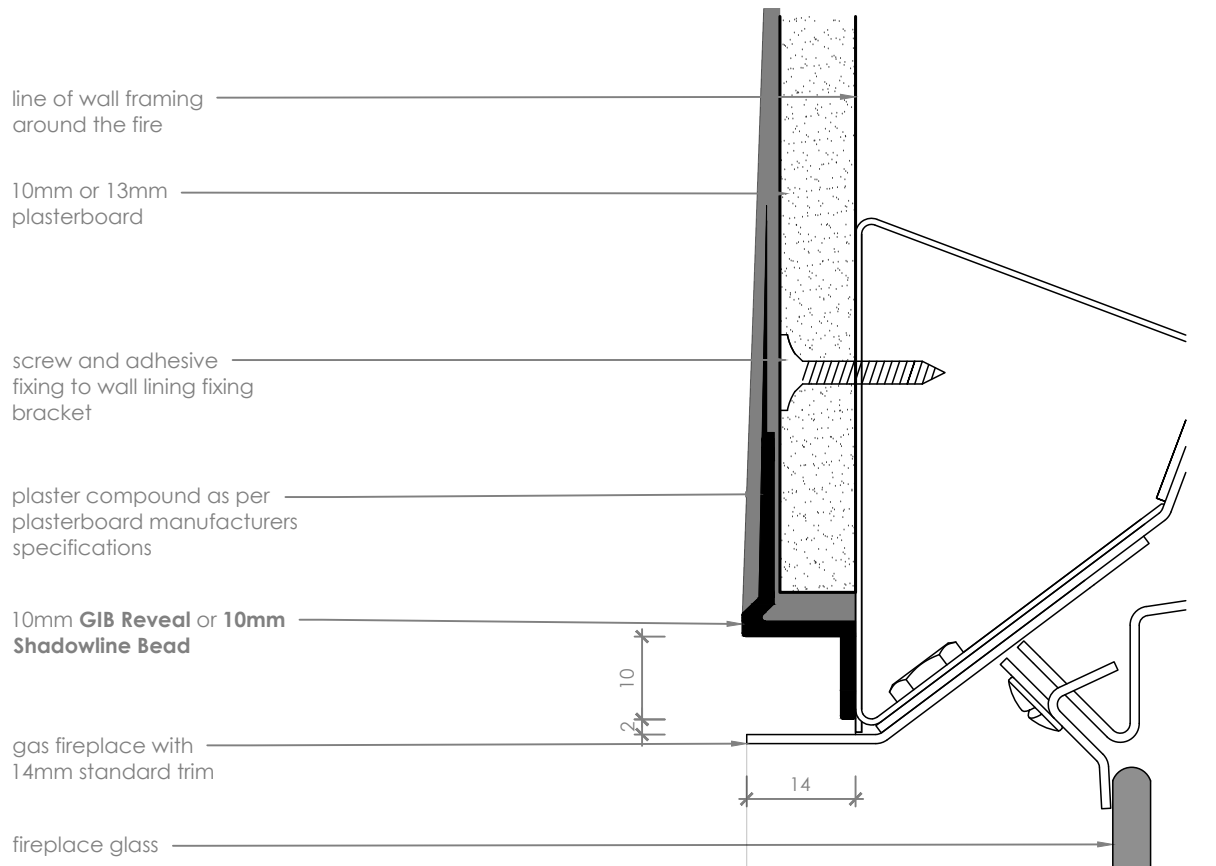 line of wall framing
around the fire
10mm or 13mm
plasterboard
screw and adhesive
fixing to wall lining fixing
bracket
plaster compound as per
plasterboard manufacturers
specifications
10mm GIB Reveal or 10mm
Shadowline Bead
10
2
gas fireplace with
14mm standard trim
14
fireplace glass